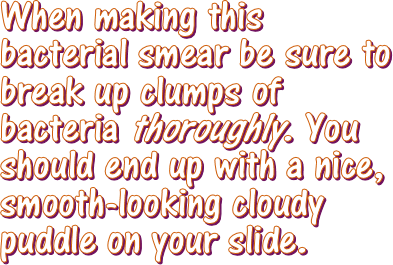 When making this
bacterial smear be sure to
break up clumps of
bacteria thoroughly. You
should end up with a nice,
smooth-looking cloudy
puddle on your slide.